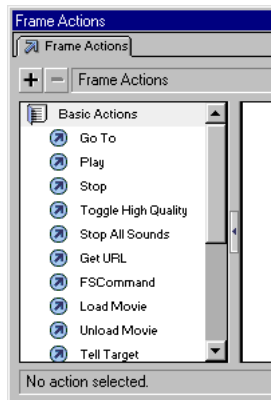 Frame Actions
Frame Actions
Frame Actions
Basic Actions
Go To
Play
Stop
Toggle High Quality
Stop All Sounds
Get URL
FSCommand
Load Movie
Unload Movie
Tell Target
No action selected.